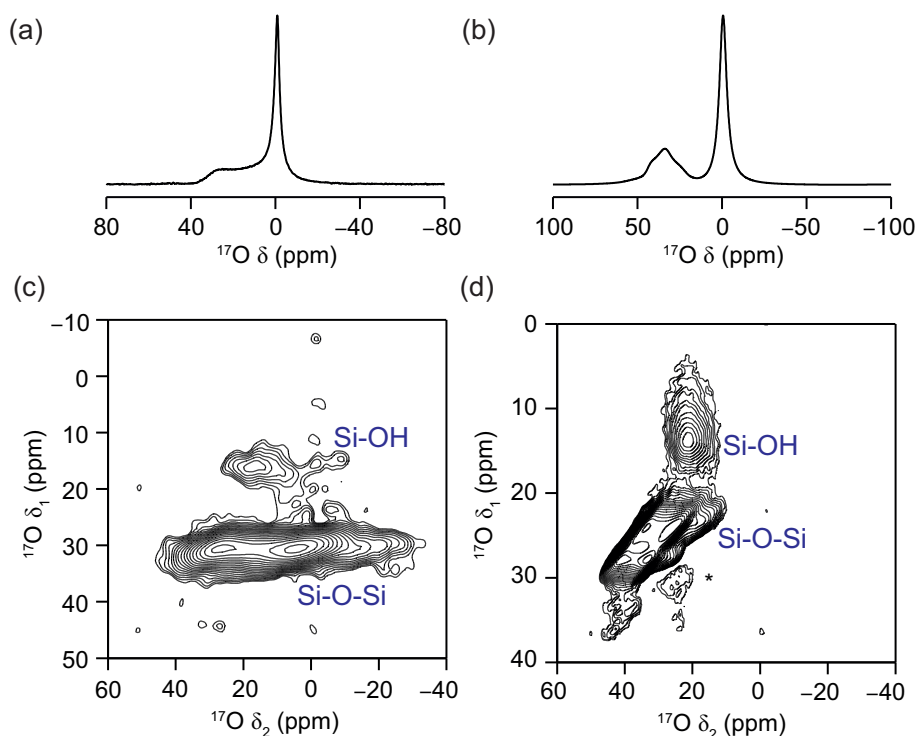 (a)
(b)
80 40 0 −40 −80
¹⁷O δ (ppm)
100 50 0 −50 −100
¹⁷O δ (ppm)
(c)
(d)
−10
0
10
20
30
40
50
¹⁷O δ₁ (ppm)
Si-OH
Si-O-Si
60 40 20 0 −20 −40
¹⁷O δ₂ (ppm)
0
10
20
30
40
¹⁷O δ₁ (ppm)
Si-OH
Si-O-Si
*
60 40 20 0 −20 −40
¹⁷O δ₂ (ppm)